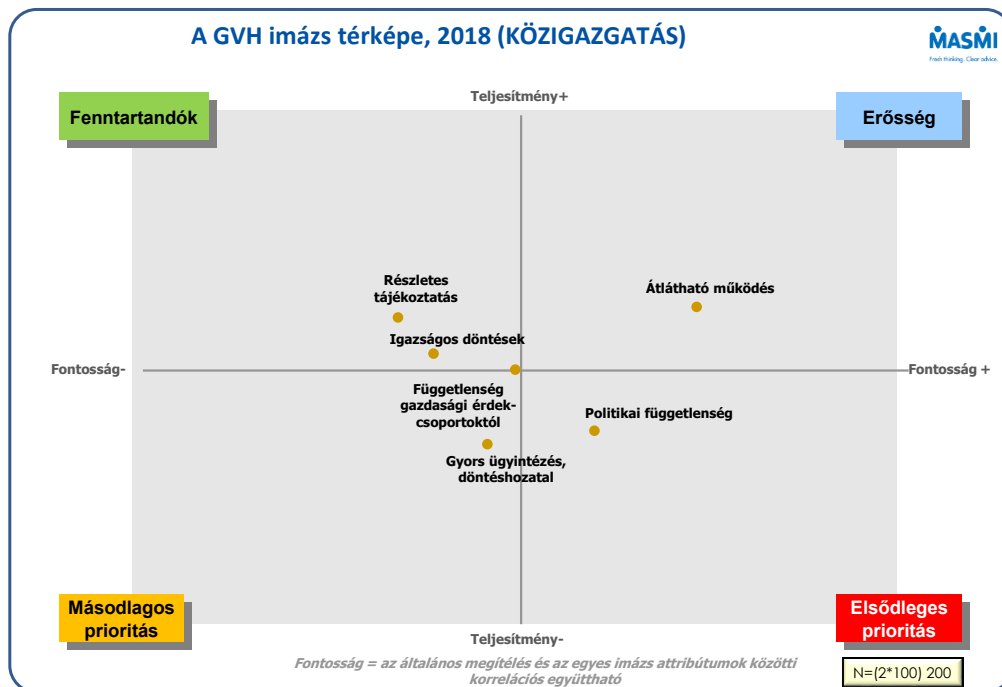 A GVH imázs térképe, 2018 (KÖZIGAZGATÁS)
MASMI
Fresh thinking. Clear advice.
Teljesítmény+
Fenntartandók
Erősség
Részletes
tájékoztatás
Átlátható működés
Igazságos döntések
Fontosság-
Fontosság +
Függetlenség
gazdasági érdek-
csoportoktól
Politikai függetlenség
Gyors ügyintézés,
döntéshozatal
Másodlagos
prioritás
Elsődleges
prioritás
Teljesítmény-
Fontosság = az általános megítélés és az egyes imázs attribútumok közötti
korrelációs együttható
N=(2*100) 200